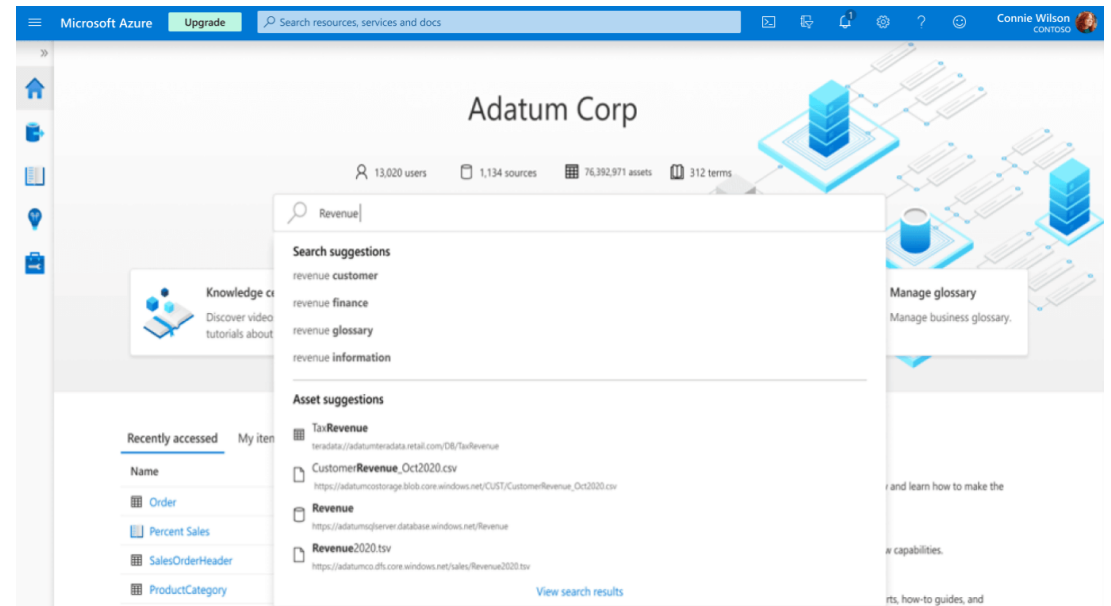 Microsoft Azure Upgrade Search resources, services and docs 1 Connie Wilson
CONTOSO
Adatum Corp
13,020 users 1,134 sources 76,392,971 assets 312 terms
Revenue
Search suggestions
revenue customer
revenue finance
revenue glossary
revenue information
Knowledge ce
Discover video
tutorials about
Manage glossary
Manage business glossary.
Asset suggestions
TaxRevenue
teradata://adatumteradata.retail.com/DB/TaxRevenue
CustomerRevenue_Oct2020.csv
https://adatumcostorage.blob.core.windows.net/CUST/CustomerRevenue_Oct2020.csv
Revenue
https://adatumsqlserver.database.windows.net/Revenue
Revenue2020.tsv
https://adatumco.dfs.core.windows.net/sales/Revenue2020.tsv
View search results
Recently accessed My iten
Name
Order
Percent Sales
SalesOrderHeader
ProductCategory
and learn how to make the
w capabilities.
rts, how-to guides, and